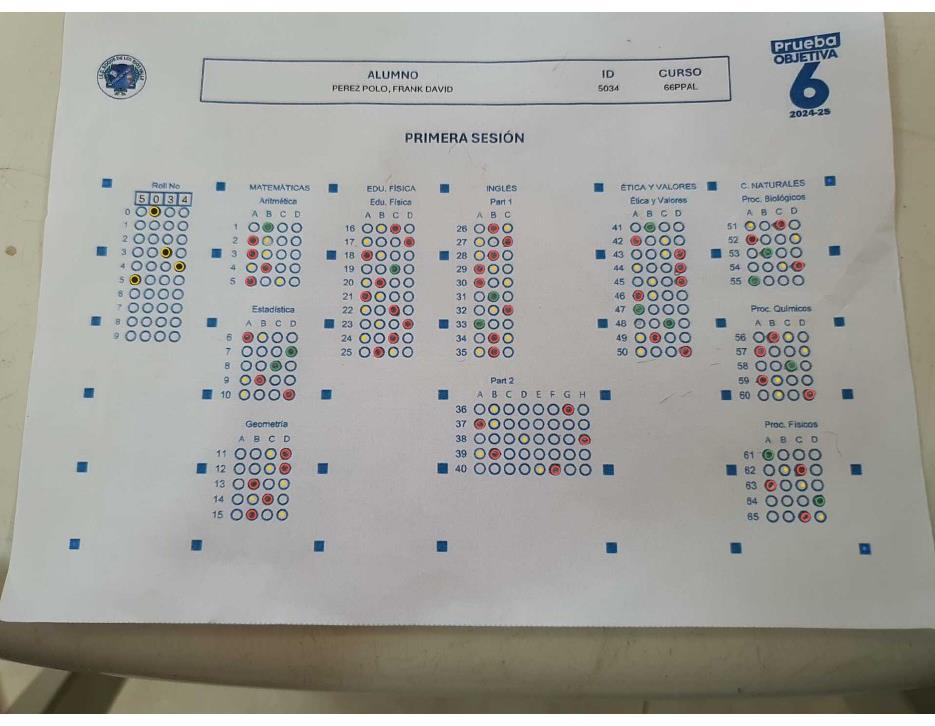 Prueba
OBJETIVA
6
2024-25
ALUMNO ID CURSO
PEREZ POLO, FRANK DAVID 5034 66PPAL
PRIMERA SESIÓN
Roll No
5 0 3 4
0
1
2
3
4
5
6
7
8
9
MATEMÁTICAS
Aritmética
A B C D
1
2
3
4
5
Estadística
A B C D
6
7
8
9
10
Geometría
A B C D
11
12
13
14
15
EDU. FÍSICA
Edu. Física
A B C D
16
17
18
19
20
21
22
23
24
25
INGLÉS
Part 1
A B C
26
27
28
29
30
31
32
33
34
35
Part 2
A B C D E F G H
36
37
38
39
40
ÉTICA Y VALORES
Ética y Valores
A B C D
41
42
43
44
45
46
47
48
49
50
C. NATURALES
Proc. Biológicos
A B C D
51
52
53
54
55
Proc. Químicos
A B C D
56
57
58
59
60
Proc. Físicos
A B C D
61
62
63
64
65